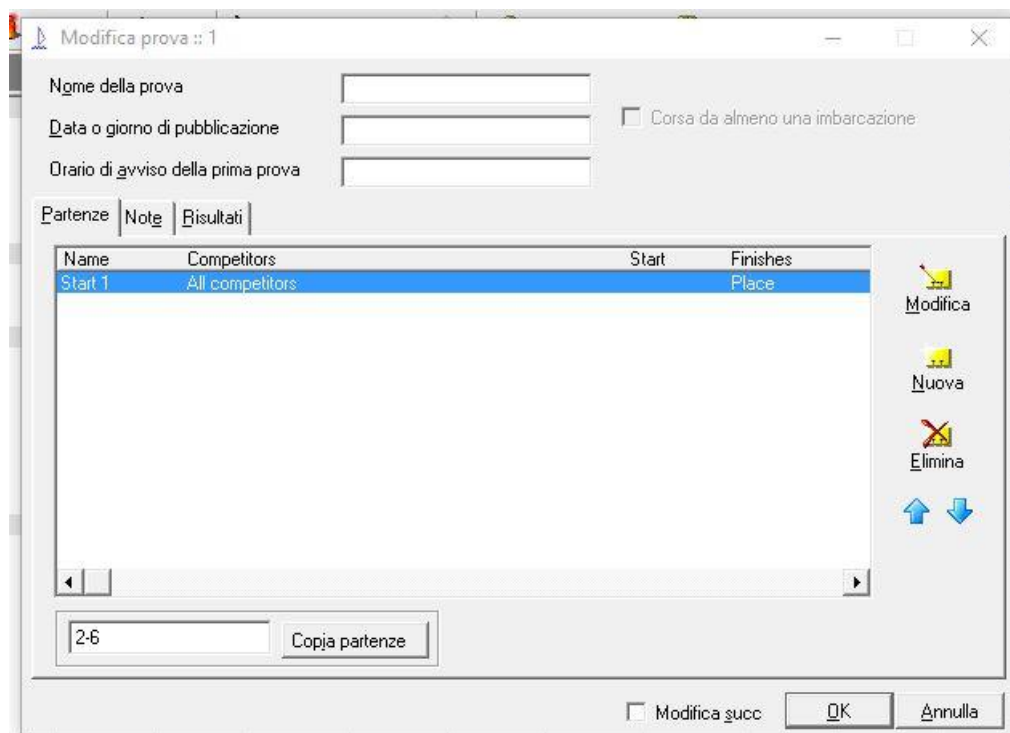 Modifica prova :: 1
Nome della prova
Data o giorno di pubblicazione
Corsa da almeno una imbarcazione
Orario di avviso della prima prova
Partenze Note Risultati
Name Competitors Start Finishes
Start 1 All competitors Place
Modifica
Nuova
Elimina
2-6 Copia partenze
Modifica succ OK Annulla